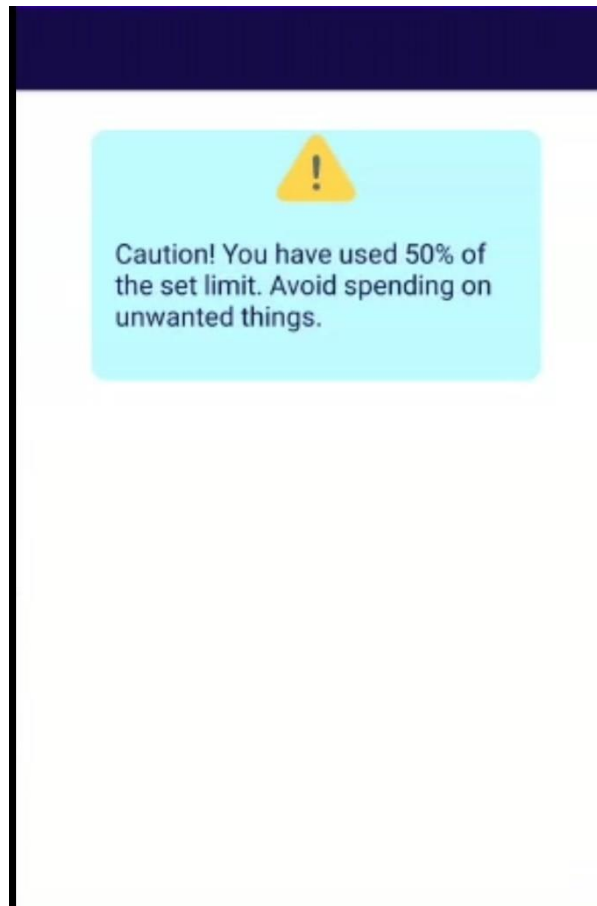 Caution! You have used 50% of
the set limit. Avoid spending on
unwanted things.